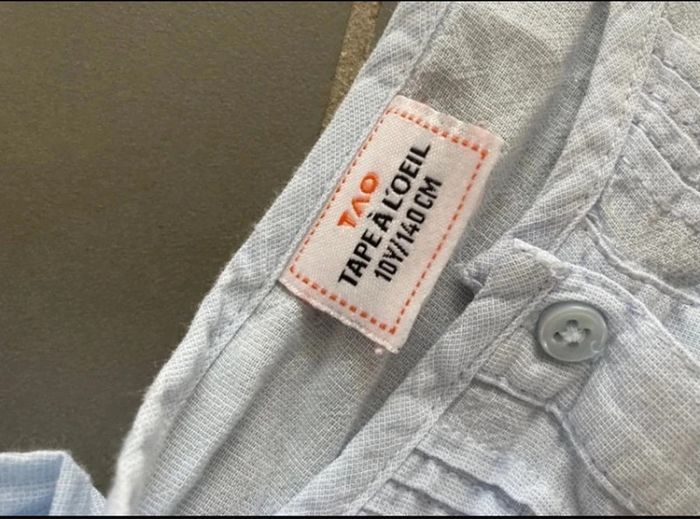 TAO
TAPE À L'OEIL
10Y/140CM